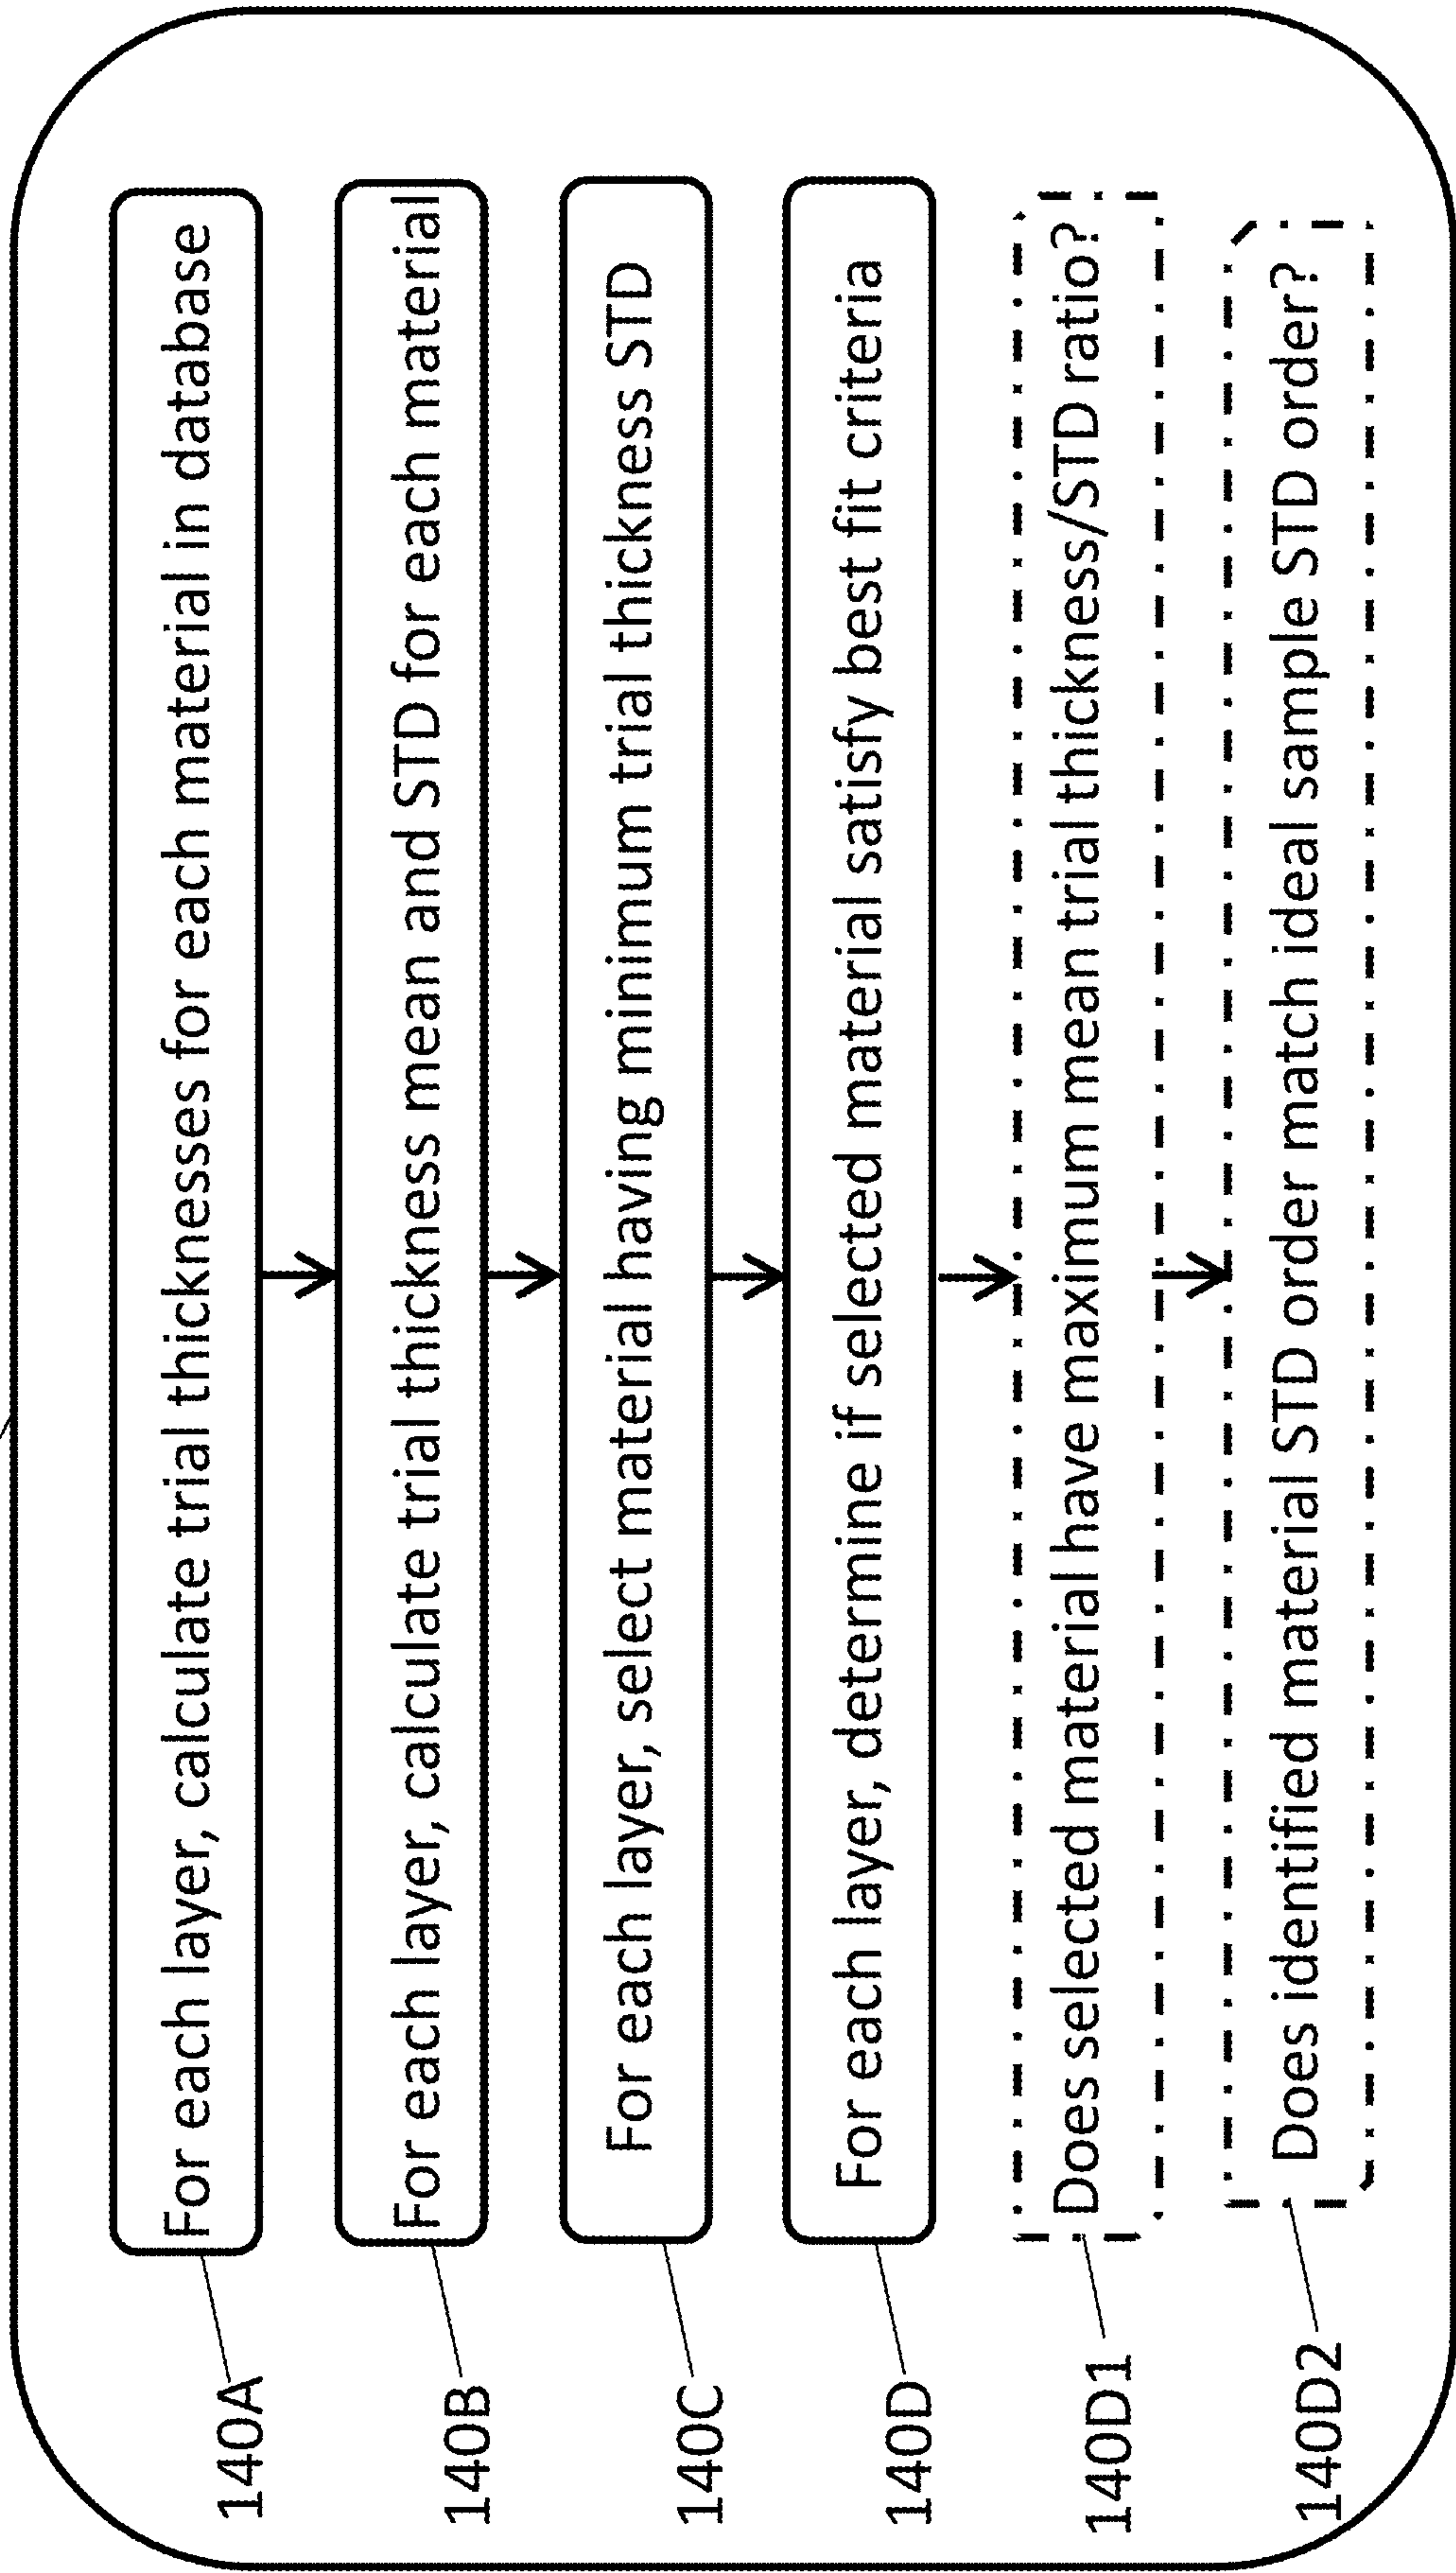 140A
For each layer, calculate trial thicknesses for each material in database
140B
For each layer, calculate trial thickness mean and STD for each material
140C
For each layer, select material having minimum trial thickness STD
140D
For each layer, determine if selected material satisfy best fit criteria
140D1
Does selected material have maximum mean trial thickness/STD ratio?
140D2
Does identified material STD order match ideal sample STD order?